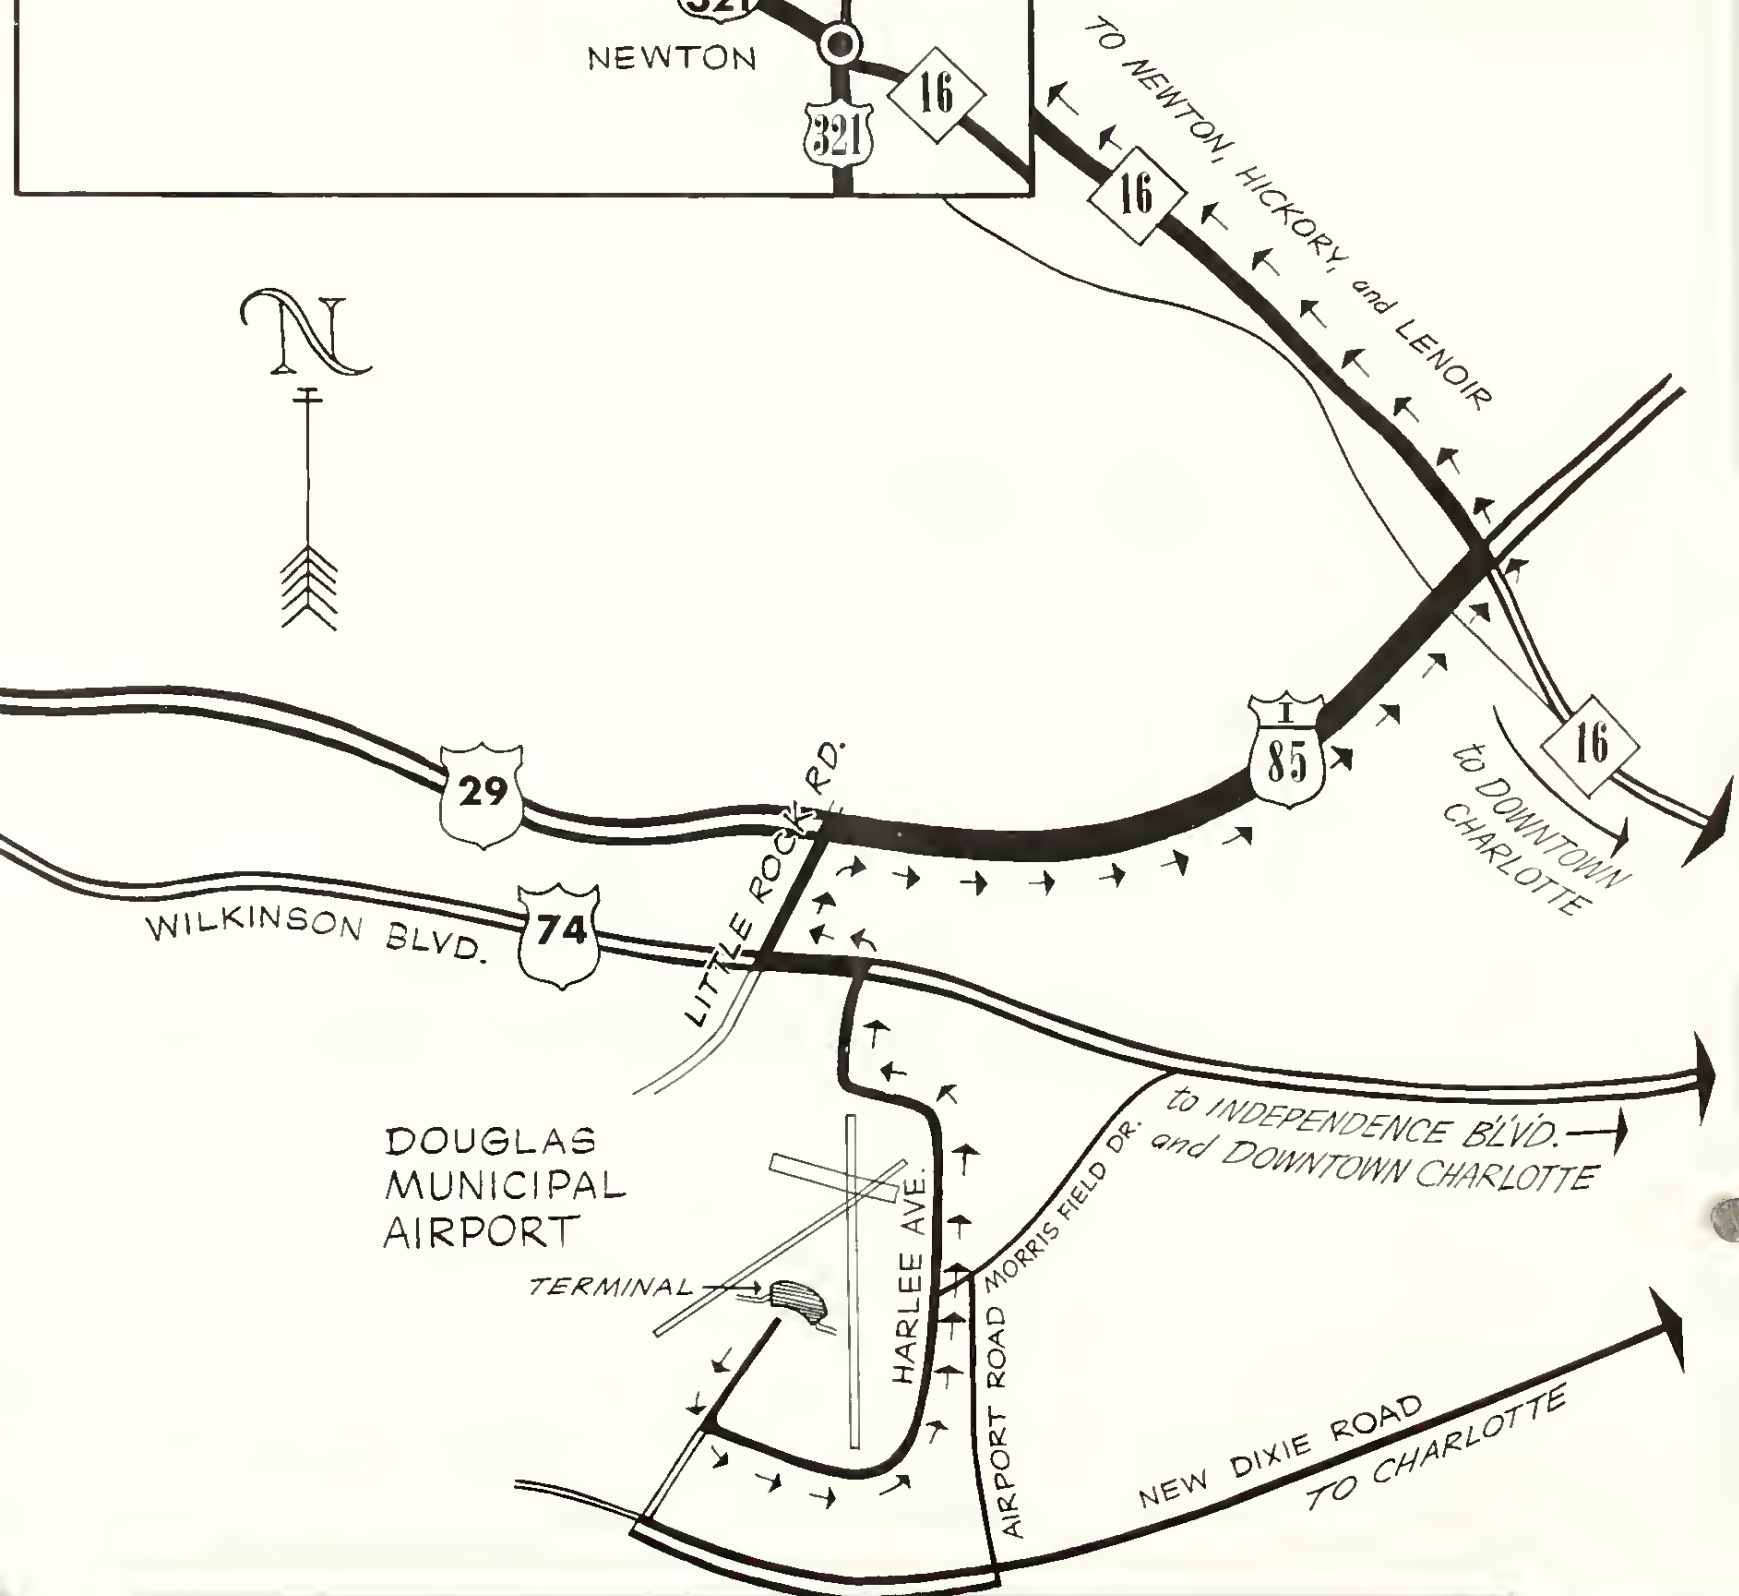 321
NEWTON
16
321
TO NEWTON, HICKORY, and LENOIR
16
N
I
85
16
to DOWNTOWN
CHARLOTTE
29
LITTLE ROCK RD.
WILKINSON BLVD.
74
to INDEPENDENCE BLVD.
and DOWNTOWN CHARLOTTE
DOUGLAS
MUNICIPAL
AIRPORT
TERMINAL
HARLEE AVE.
MORRIS FIELD DR.
AIRPORT ROAD
NEW DIXIE ROAD
TO CHARLOTTE